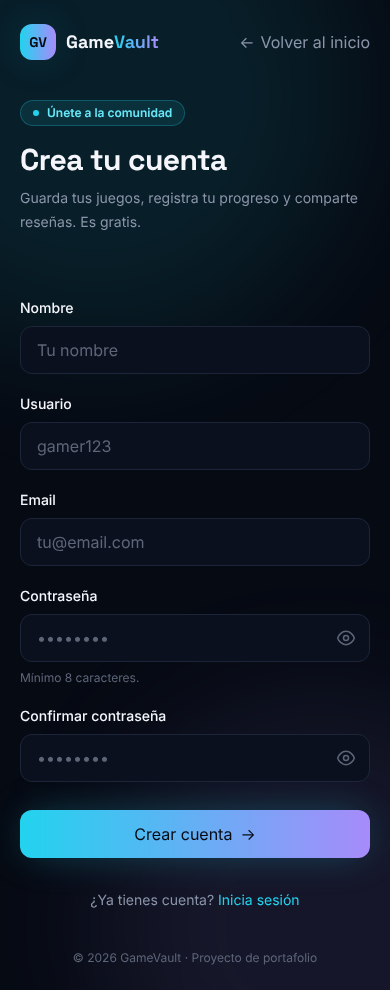 GV GameVault ← Volver al inicio
Únete a la comunidad
Crea tu cuenta
Guarda tus juegos, registra tu progreso y comparte
reseñas. Es gratis.
Nombre
Tu nombre
Usuario
gamer123
Email
tu@email.com
Contraseña
••••••••
Mínimo 8 caracteres.
Confirmar contraseña
••••••••
Crear cuenta →
¿Ya tienes cuenta? Inicia sesión
© 2026 GameVault · Proyecto de portafolio